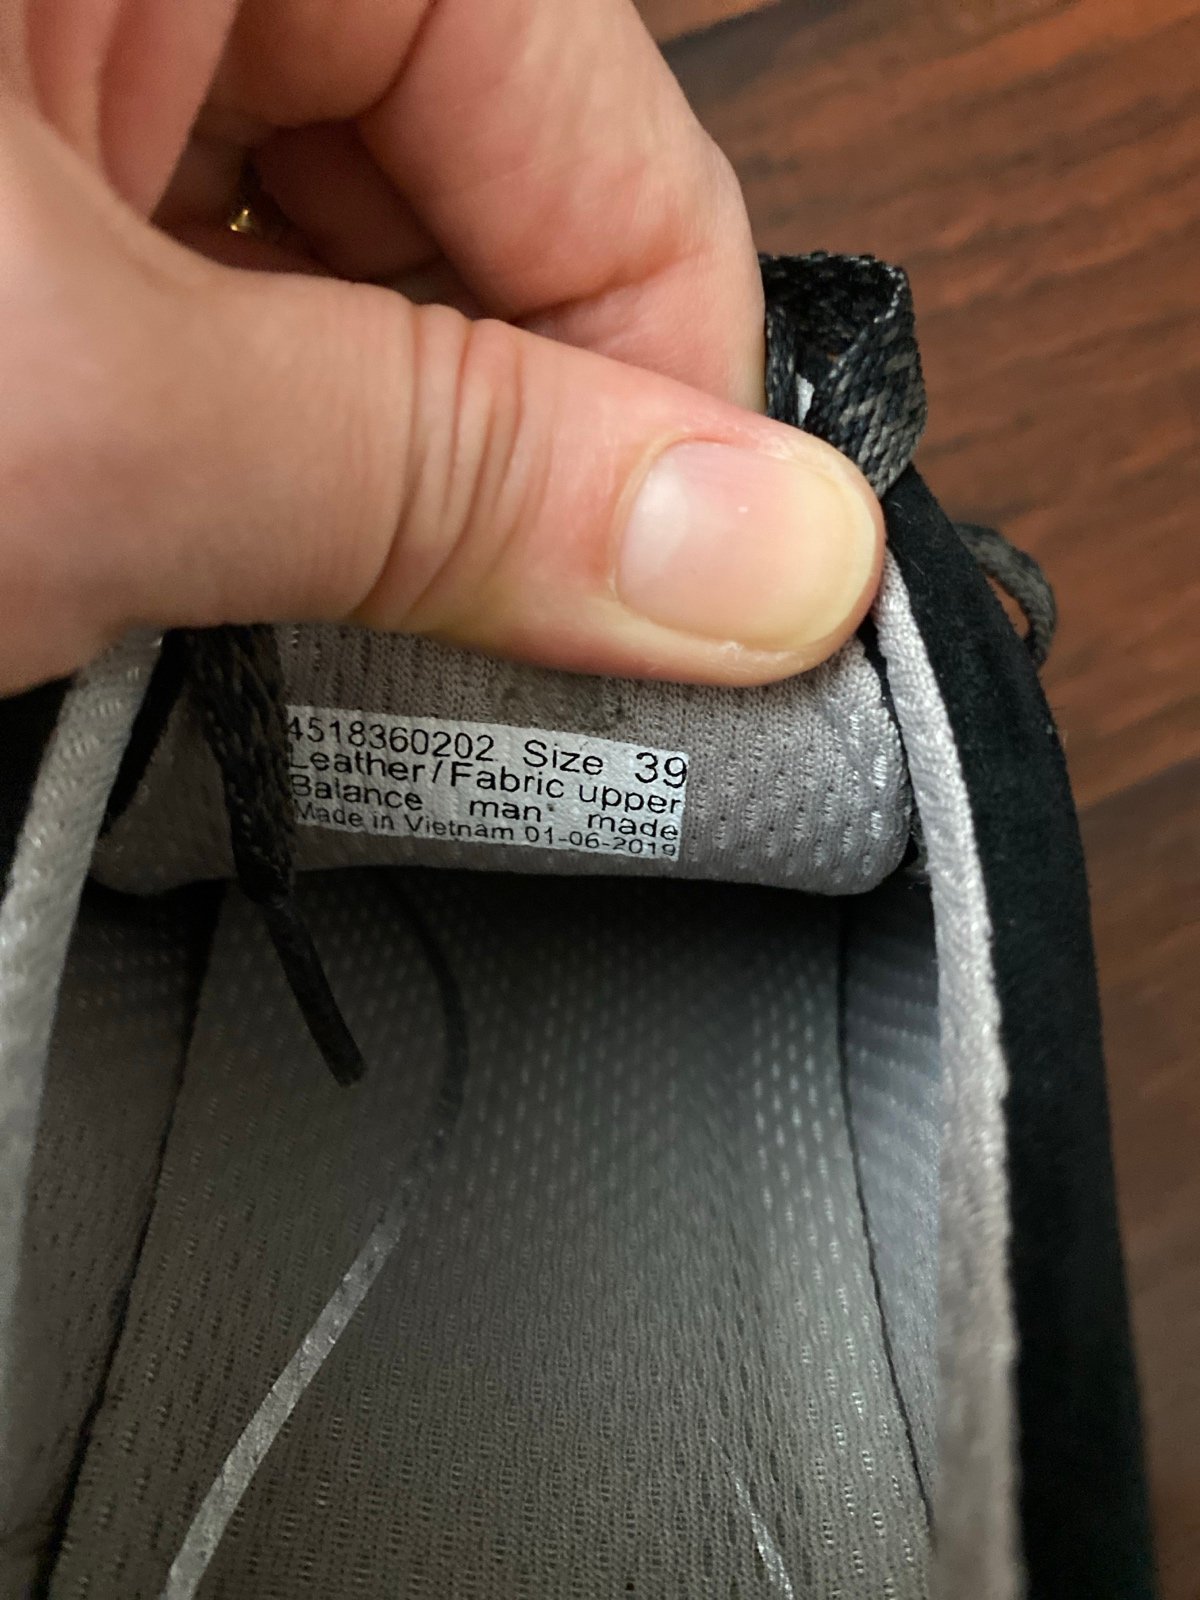 4518360202 Size 39
Leather/Fabric upper
Balance man made
Made in Vietnam 01-06-2019